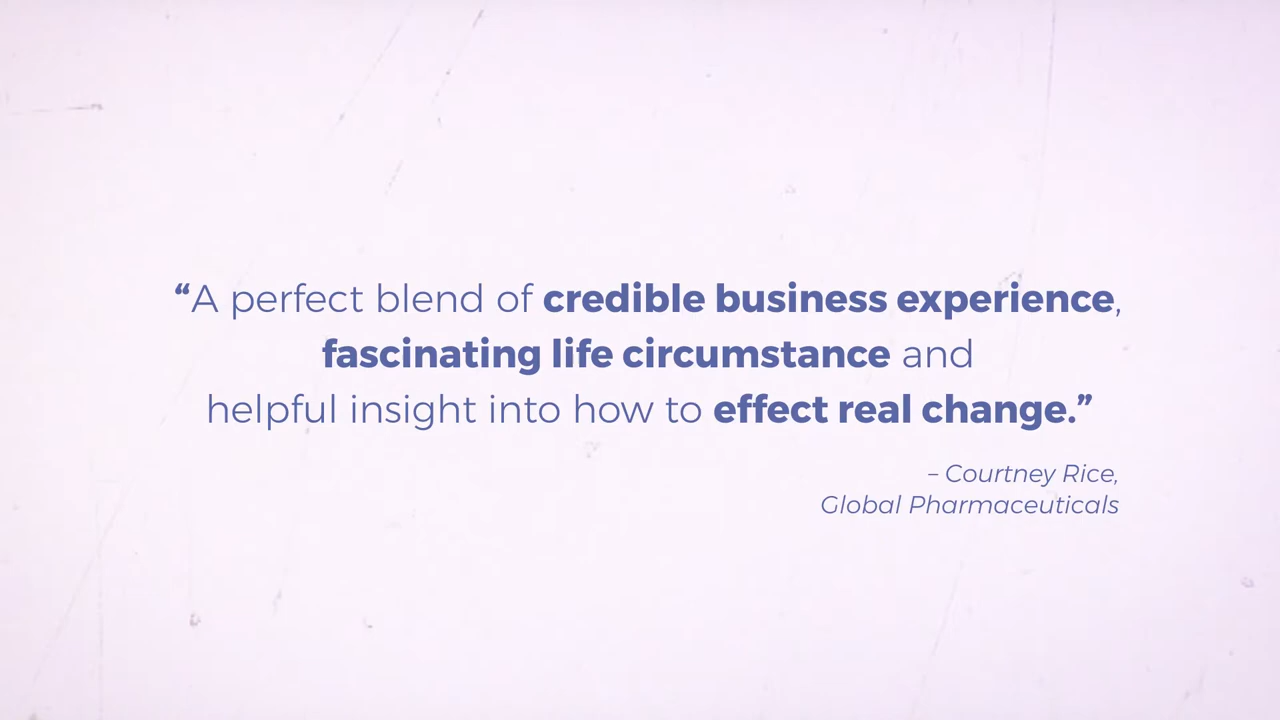 “A perfect blend of credible business experience,
fascinating life circumstance and
helpful insight into how to effect real change.”
– Courtney Rice,
Global Pharmaceuticals